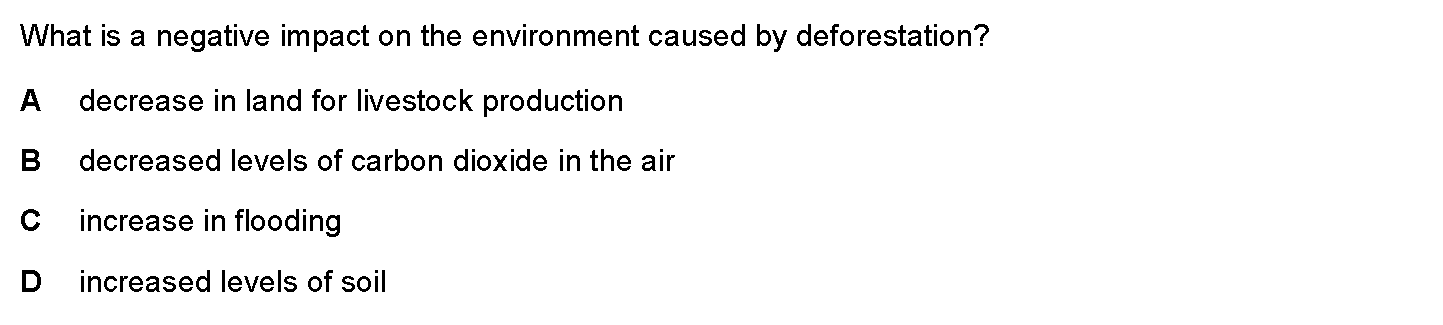 What is a negative impact on the environment caused by deforestation?
A decrease in land for livestock production
B decreased levels of carbon dioxide in the air
C increase in flooding
D increased levels of soil